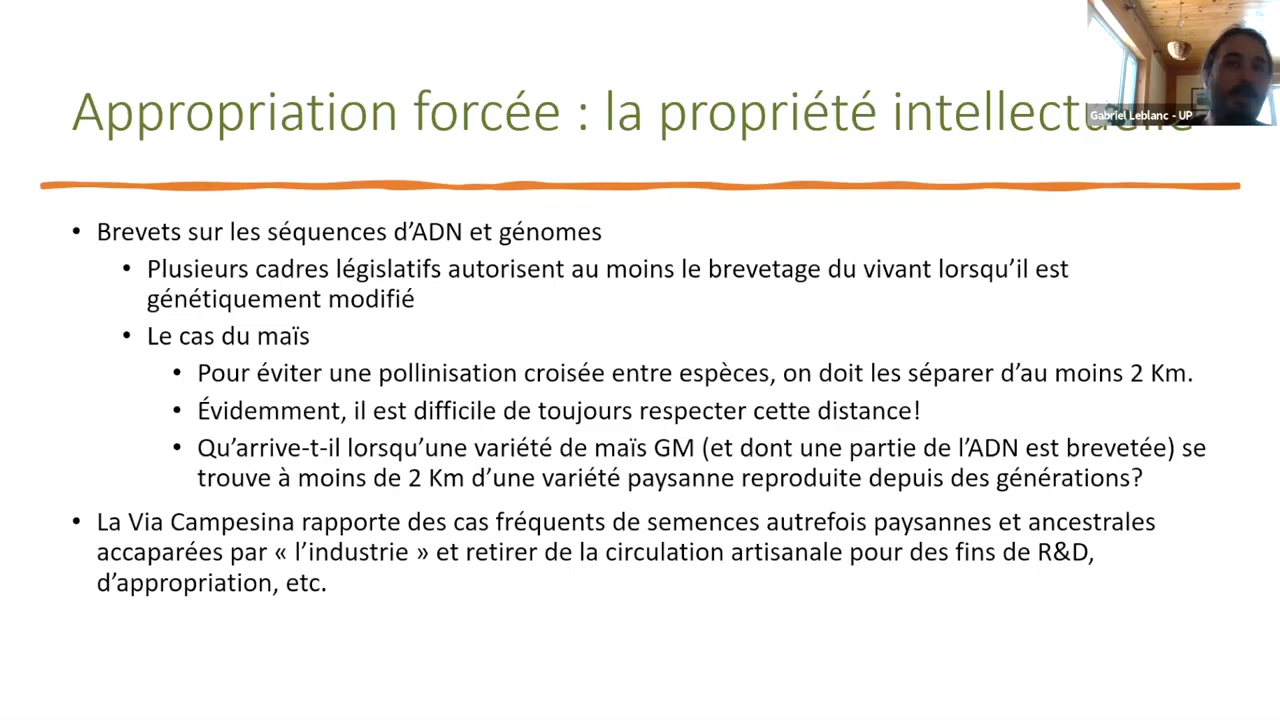 Appropriation forcée : la propriété intellectuelle
Gabriel Leblanc - UP
• Brevets sur les séquences d’ADN et génomes
• Plusieurs cadres législatifs autorisent au moins le brevetage du vivant lorsqu’il est
génétiquement modifié
• Le cas du maïs
• Pour éviter une pollinisation croisée entre espèces, on doit les séparer d’au moins 2 Km.
• Évidemment, il est difficile de toujours respecter cette distance!
• Qu’arrive-t-il lorsqu’une variété de maïs GM (et dont une partie de l’ADN est brevetée) se
trouve à moins de 2 Km d’une variété paysanne reproduite depuis des générations?
• La Via Campesina rapporte des cas fréquents de semences autrefois paysannes et ancestrales
accaparées par « l’industrie » et retirer de la circulation artisanale pour des fins de R&D,
d’appropriation, etc.